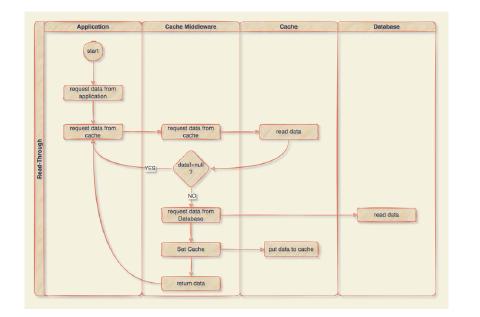 Application
Cache Middleware
Cache
Database
Read-Through
start
request data from
application
request data from
cache
request data from
cache
read data
data!=null
?
YES
NO
request data from
Database
read data
Set Cache
put data to cache
return data